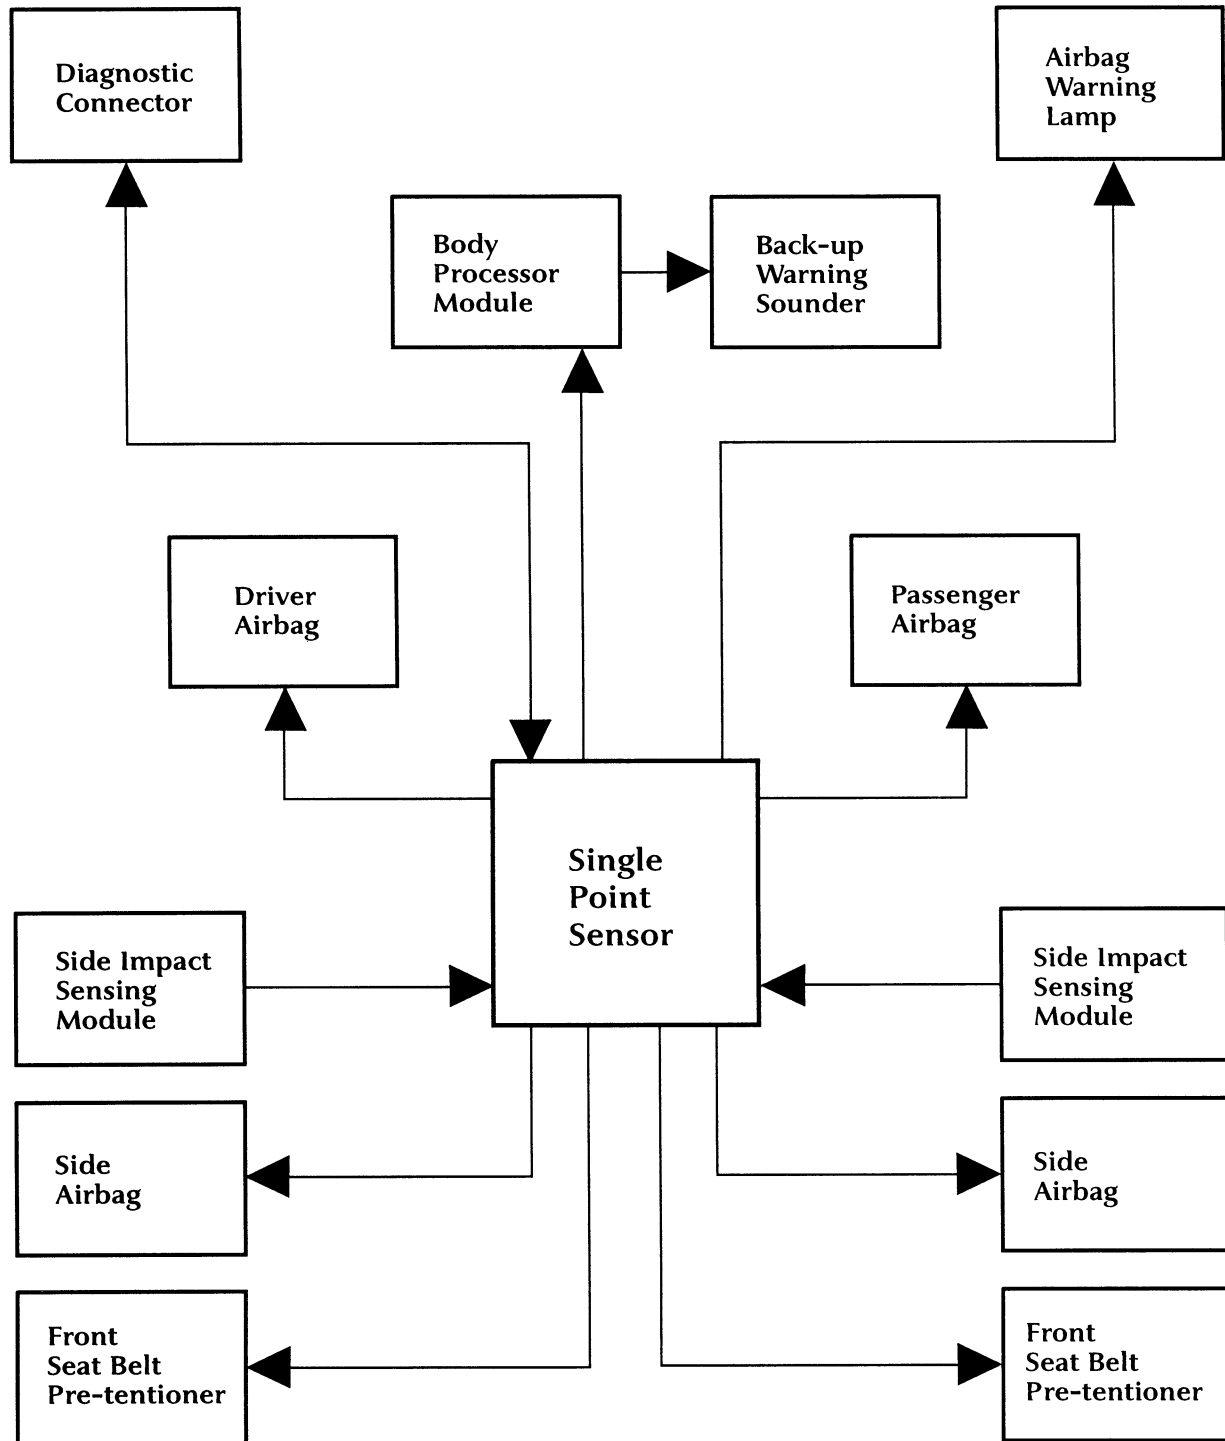 Diagnostic
Connector
Airbag
Warning
Lamp
Body
Processor
Module
Back-up
Warning
Sounder
Driver
Airbag
Passenger
Airbag
Single
Point
Sensor
Side Impact
Sensing
Module
Side Impact
Sensing
Module
Side
Airbag
Side
Airbag
Front
Seat Belt
Pre-tentioner
Front
Seat Belt
Pre-tentioner